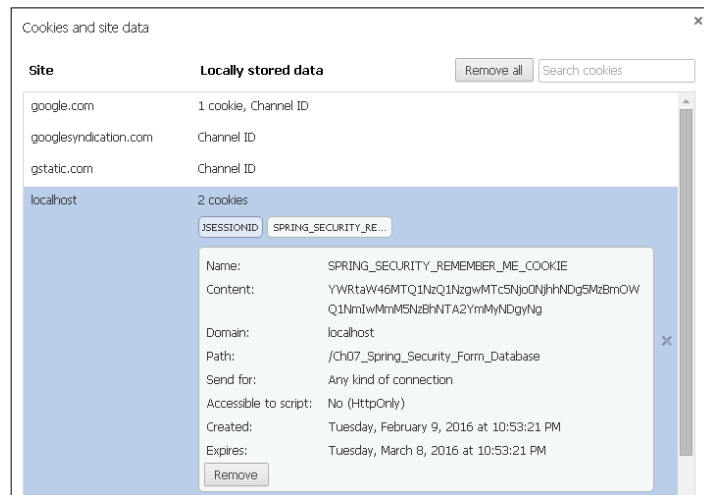 Cookies and site data
Site Locally stored data Remove all Search cookies
google.com 1 cookie, Channel ID
googlesyndication.com Channel ID
gstatic.com Channel ID
localhost 2 cookies
JSESSIONID SPRING_SECURITY_RE...
Name: SPRING_SECURITY_REMEMBER_ME_COOKIE
Content: YWRtaW46MTQ1NzQ1NzgwMTc5Njo0NjhhNDg5MzBmOW
Q1NmIwMmM5NzBhNTA2YmMyNDgyNg
Domain: localhost
Path: /Ch07_Spring_Security_Form_Database
Send for: Any kind of connection
Accessible to script: No (HttpOnly)
Created: Tuesday, February 9, 2016 at 10:53:21 PM
Expires: Tuesday, March 8, 2016 at 10:53:21 PM
Remove